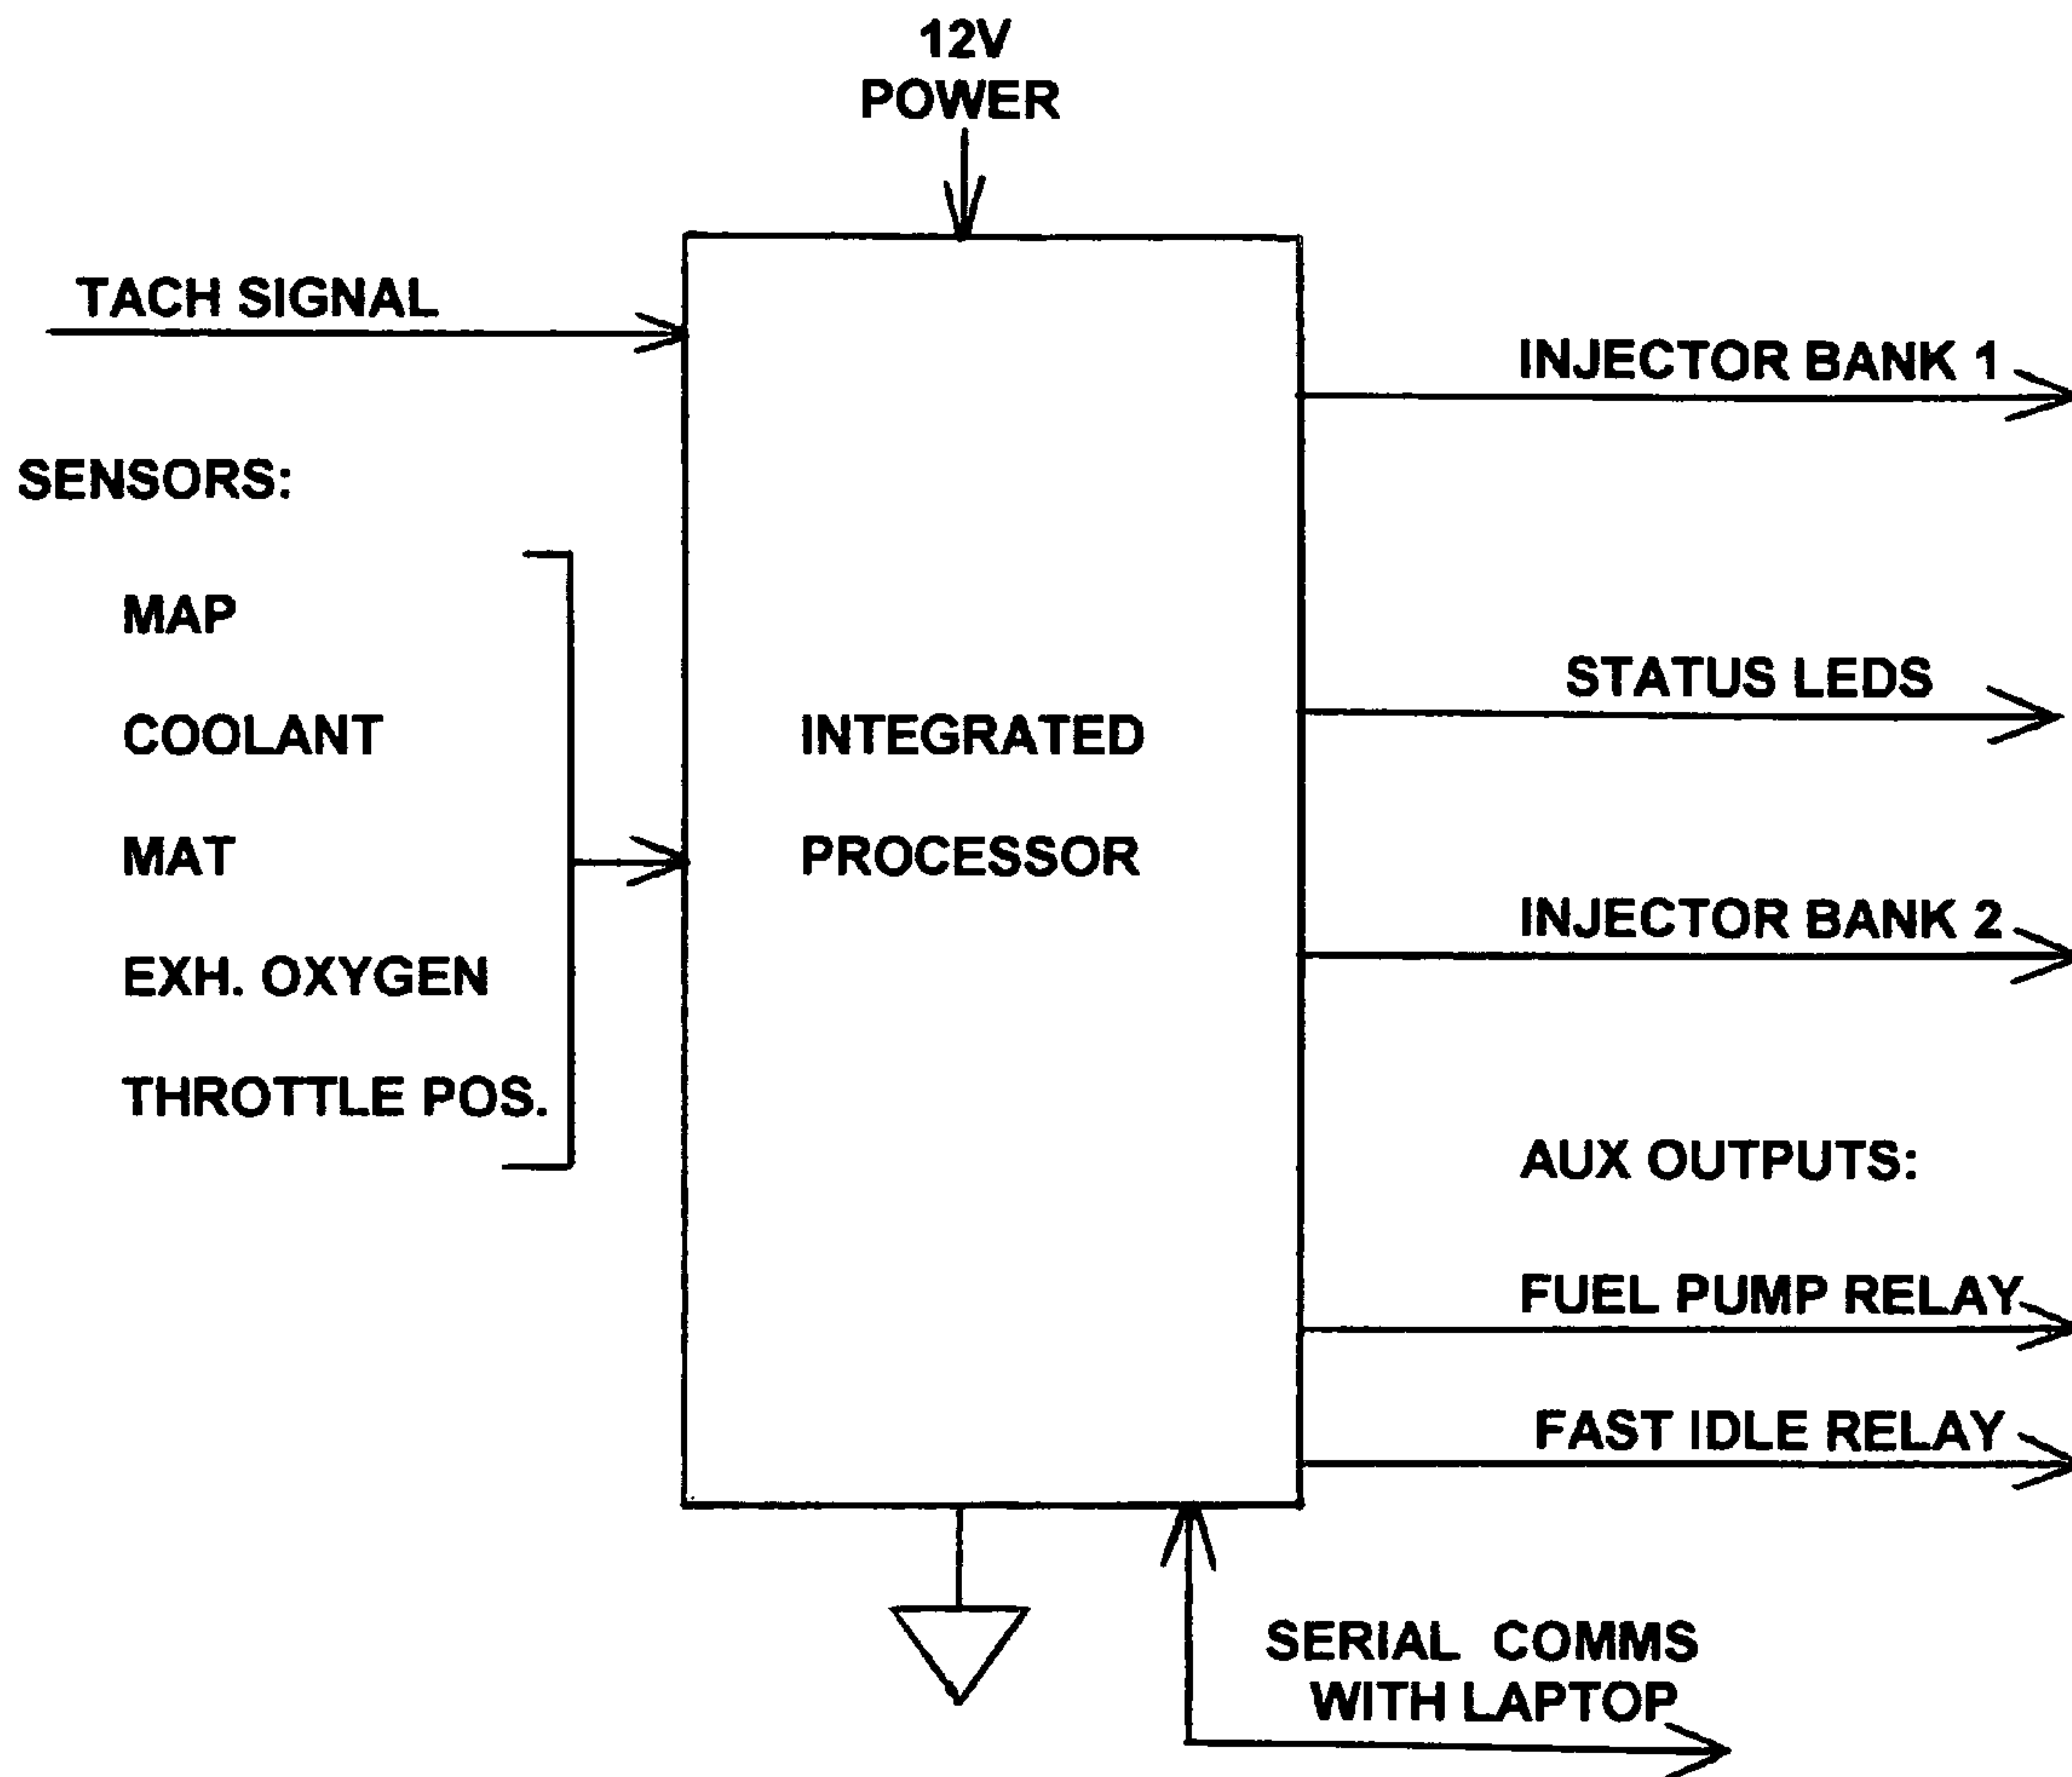 12V
POWER
TACH SIGNAL
SENSORS:
MAP
COOLANT
MAT
EXH. OXYGEN
THROTTLE POS.
INTEGRATED
PROCESSOR
INJECTOR BANK 1
STATUS LEDS
INJECTOR BANK 2
AUX OUTPUTS:
FUEL PUMP RELAY
FAST IDLE RELAY
SERIAL COMMS
WITH LAPTOP